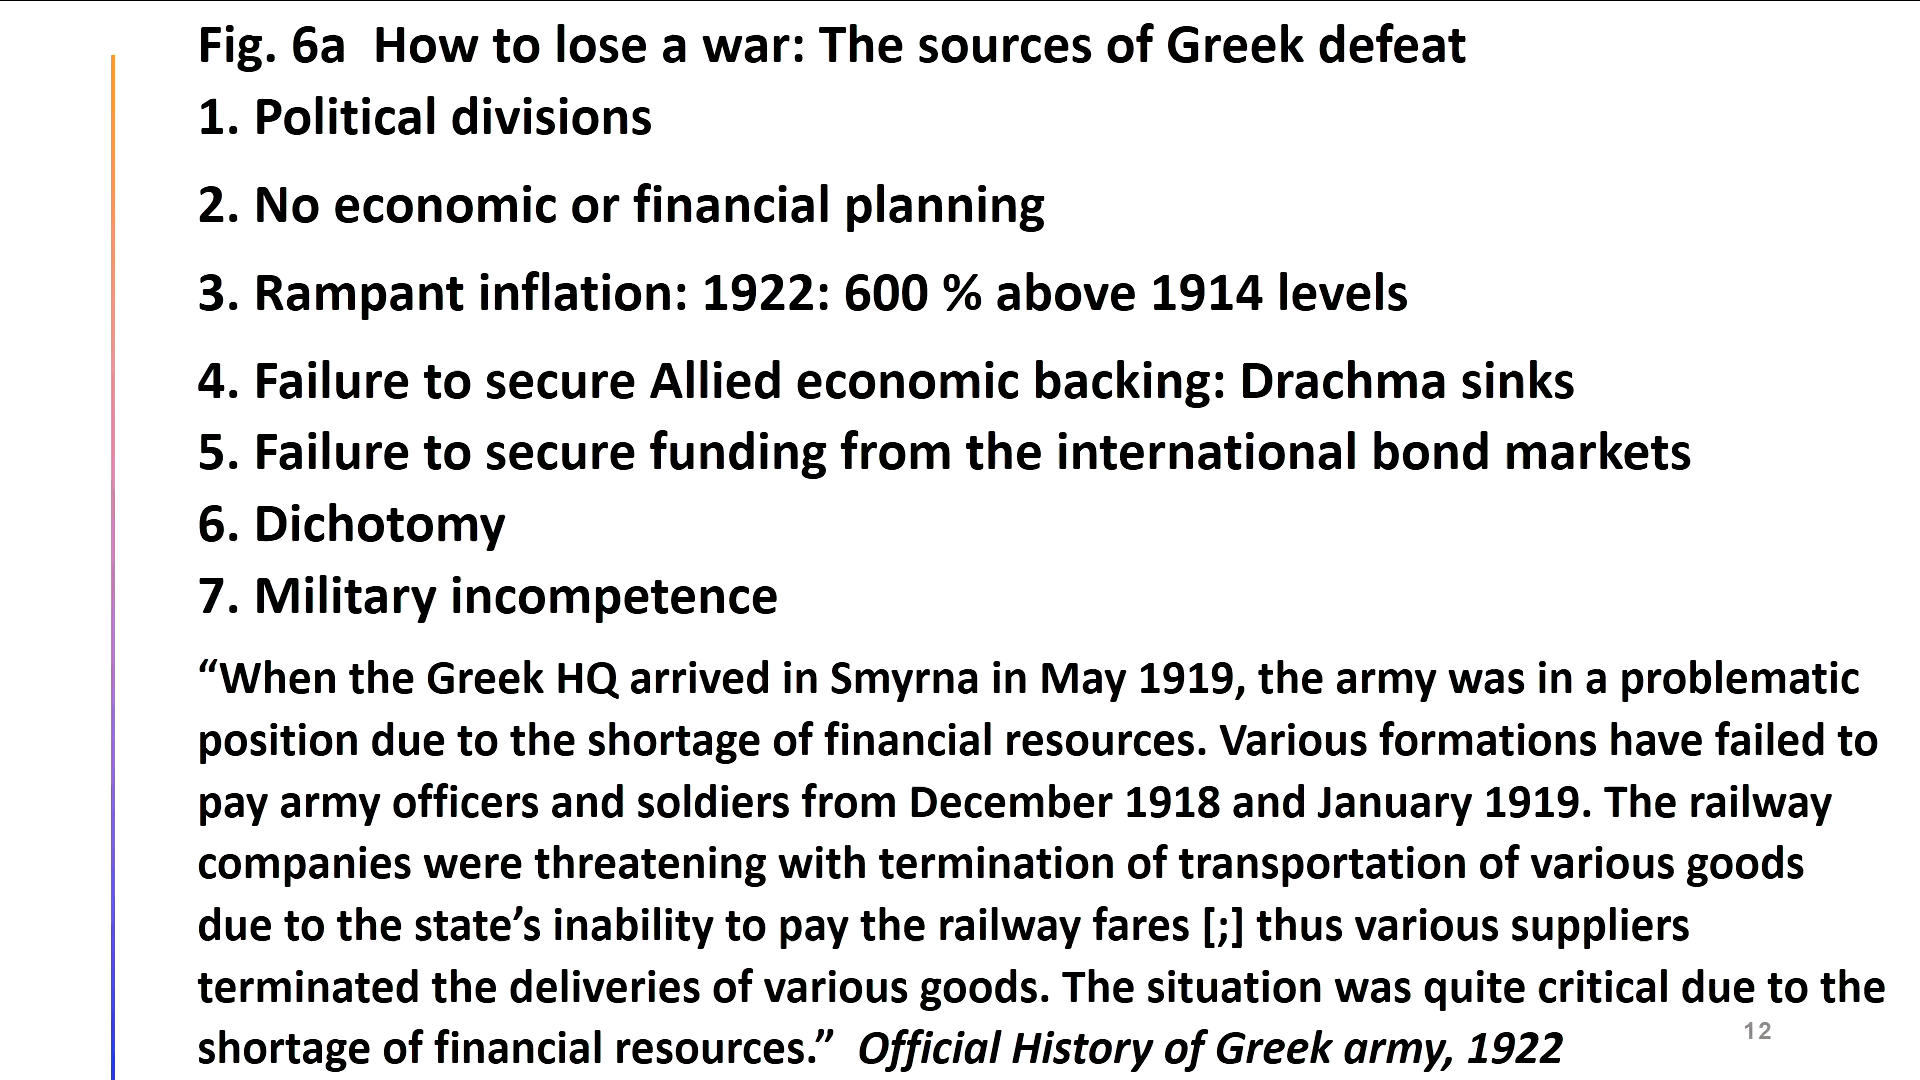 Fig. 6a  How to lose a war: The sources of Greek defeat
1. Political divisions
2. No economic or financial planning
3. Rampant inflation: 1922: 600 % above 1914 levels
4. Failure to secure Allied economic backing: Drachma sinks
5. Failure to secure funding from the international bond markets
6. Dichotomy
7. Military incompetence
“When the Greek HQ arrived in Smyrna in May 1919, the army was in a problematic
position due to the shortage of financial resources. Various formations have failed to
pay army officers and soldiers from December 1918 and January 1919. The railway
companies were threatening with termination of transportation of various goods
due to the state’s inability to pay the railway fares [;] thus various suppliers
terminated the deliveries of various goods. The situation was quite critical due to the
shortage of financial resources.”  Official History of Greek army, 1922
12